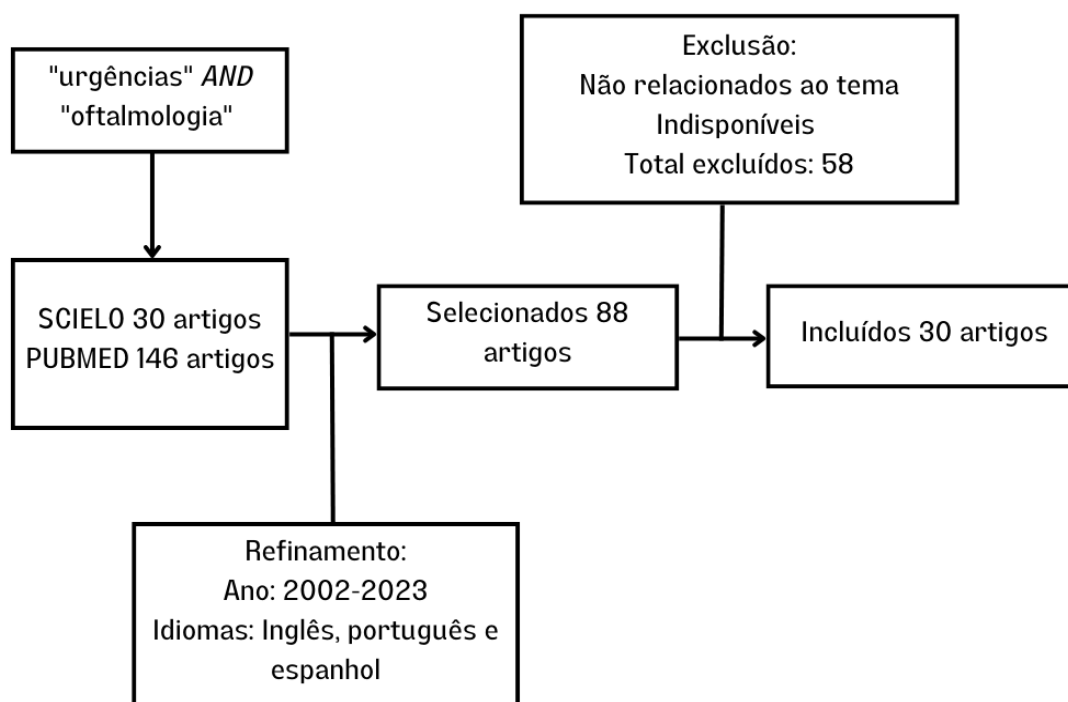 "urgências" AND
"oftalmologia"
SCIELO 30 artigos
PUBMED 146 artigos
Refinamento:
Ano: 2002-2023
Idiomas: Inglês, português e
espanhol
Selecionados 88
artigos
Exclusão:
Não relacionados ao tema
Indisponíveis
Total excluídos: 58
Incluídos 30 artigos